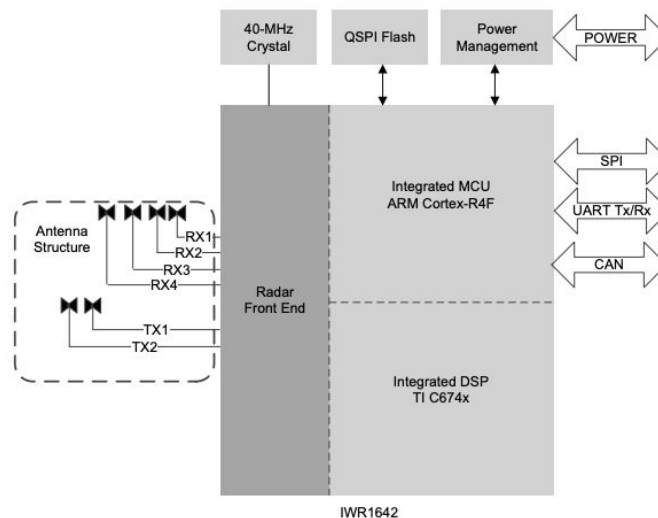 40-MHz
Crystal
QSPI Flash
Power
Management
POWER
Integrated MCU
ARM Cortex-R4F
SPI
UART Tx/Rx
CAN
Antenna
Structure
RX1
RX2
RX3
RX4
TX1
TX2
Radar
Front End
Integrated DSP
TI C674x
IWR1642